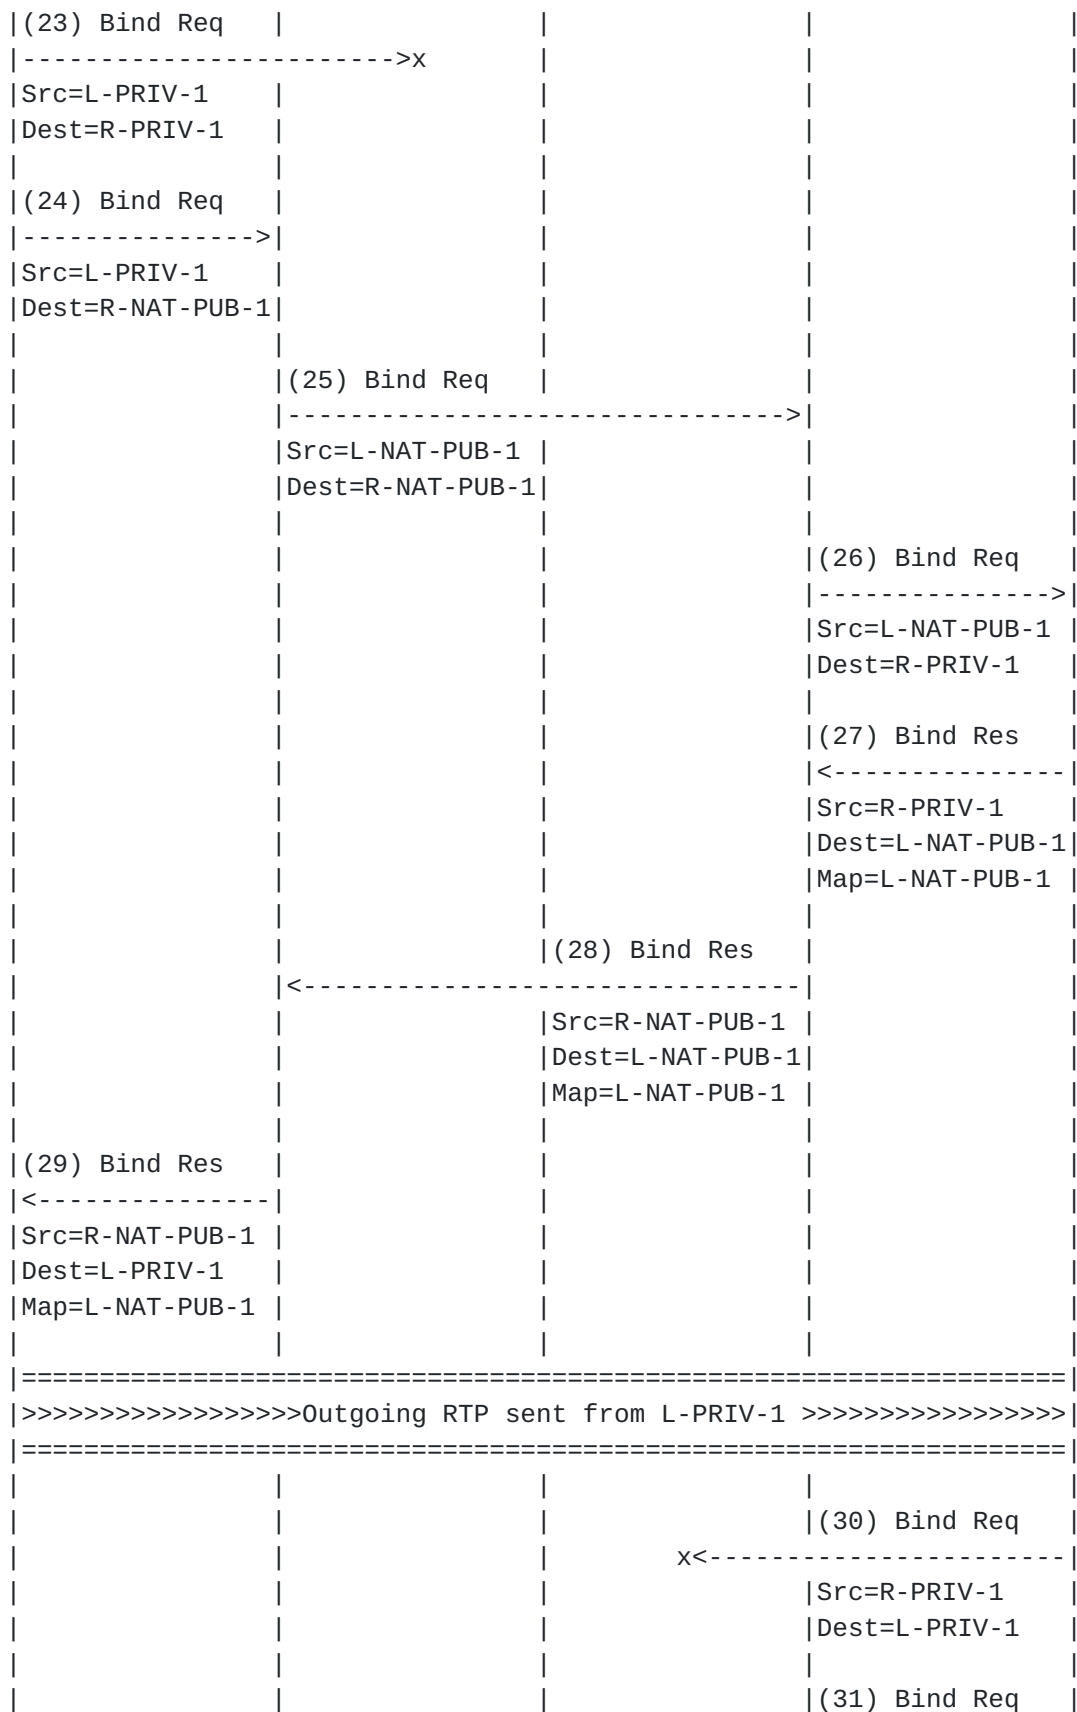 |(23) Bind Req    |                |                |                |
|------------------------>x       |                |                |
|Src=L-PRIV-1     |                |                |                |
|Dest=R-PRIV-1    |                |                |                |
|                |                |                |                |
|(24) Bind Req    |                |                |                |
|--------------->|                |                |                |
|Src=L-PRIV-1     |                |                |                |
|Dest=R-NAT-PUB-1|                |                |                |
|                |                |                |                |
|                |(25) Bind Req   |                |                |
|                |-------------------------------->|                |
|                |Src=L-NAT-PUB-1 |                |                |
|                |Dest=R-NAT-PUB-1|                |                |
|                |                |                |                |
|                |                |                |(26) Bind Req   |
|                |                |                |--------------->|
|                |                |                |Src=L-NAT-PUB-1 |
|                |                |                |Dest=R-PRIV-1   |
|                |                |                |                |
|                |                |                |(27) Bind Res   |
|                |                |                |<---------------|
|                |                |                |Src=R-PRIV-1    |
|                |                |                |Dest=L-NAT-PUB-1|
|                |                |                |Map=L-NAT-PUB-1 |
|                |                |                |                |
|                |                |(28) Bind Res   |                |
|                |<--------------------------------|                |
|                |                |Src=R-NAT-PUB-1 |                |
|                |                |Dest=L-NAT-PUB-1|                |
|                |                |Map=L-NAT-PUB-1 |                |
|                |                |                |                |
|(29) Bind Res   |                |                |                |
|<---------------|                |                |                |
|Src=R-NAT-PUB-1 |                |                |                |
|Dest=L-PRIV-1   |                |                |                |
|Map=L-NAT-PUB-1 |                |                |                |
|                |                |                |                |
|===================================================================|
|>>>>>>>>>>>>>>>>>>Outgoing RTP sent from L-PRIV-1 >>>>>>>>>>>>>>>>>|
|===================================================================|
|                |                |                |                |
|                |                |                |(30) Bind Req   |
|                |                |        x<-----------------------|
|                |                |                |Src=R-PRIV-1    |
|                |                |                |Dest=L-PRIV-1   |
|                |                |                |                |
|                |                |                |(31) Bind Req   |